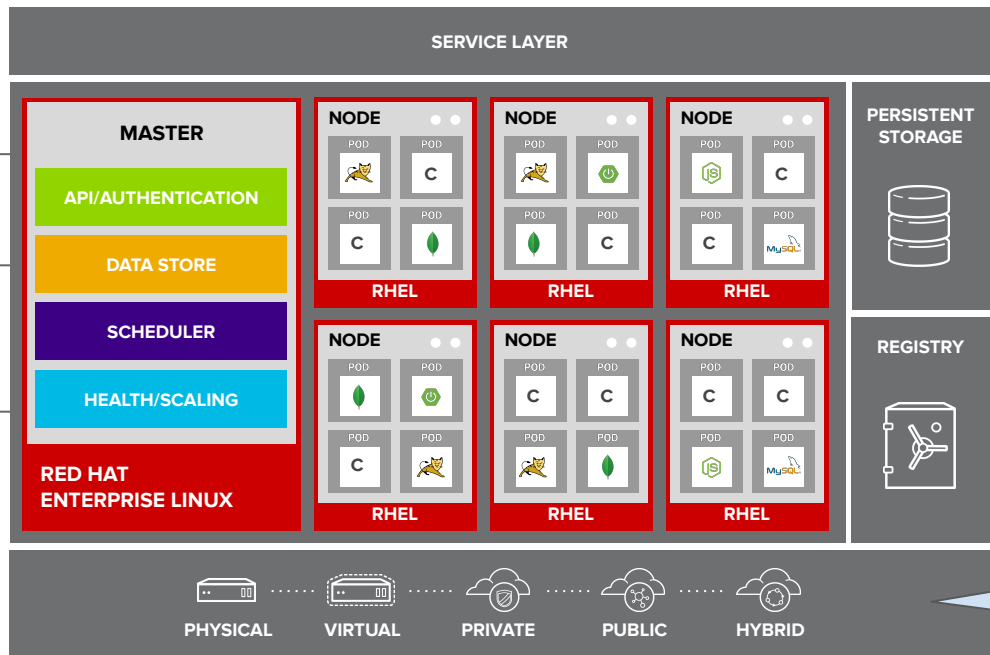 SERVICE LAYER
MASTER
API/AUTHENTICATION
DATA STORE
SCHEDULER
HEALTH/SCALING
RED HAT
ENTERPRISE LINUX
NODE
POD POD
C
POD POD
C
RHEL
NODE
POD POD
POD POD
C
RHEL
NODE
POD POD
JS C
POD POD
C MySQL
RHEL
NODE
POD POD
POD POD
C
RHEL
NODE
POD POD
C C
POD POD
RHEL
NODE
POD POD
C C
POD POD
JS MySQL
RHEL
PERSISTENT
STORAGE
REGISTRY
PHYSICAL VIRTUAL PRIVATE PUBLIC HYBRID